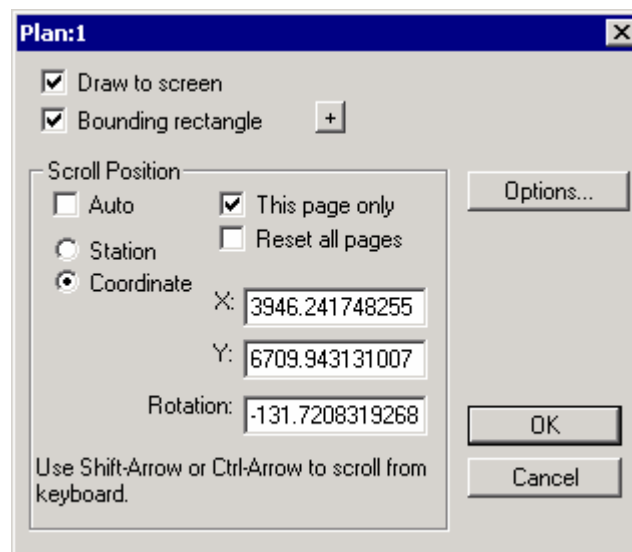 Plan:1
Draw to screen
Bounding rectangle +
Scroll Position
Options...
Auto This page only
Reset all pages
Station
Coordinate
X: 3946.241748255
Y: 6709.943131007
Rotation: -131.7208319268
OK
Use Shift-Arrow or Ctrl-Arrow to scroll from
keyboard.
Cancel